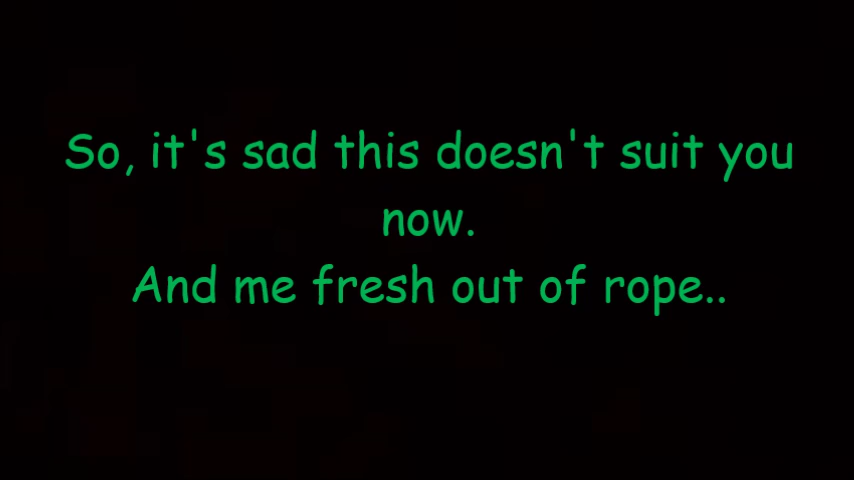 So, it's sad this doesn't suit you
now.
And me fresh out of rope..